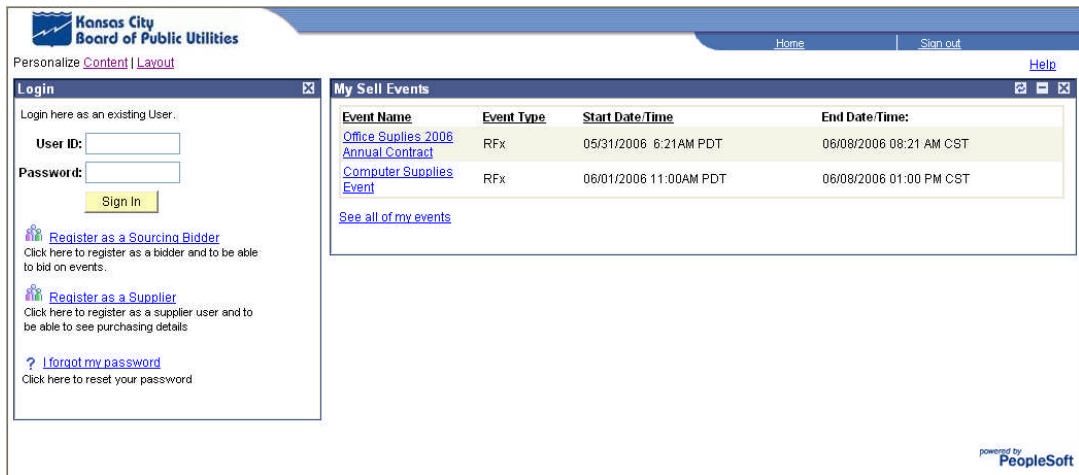 Kansas City
Board of Public Utilities
Home
Sign out
Personalize Content | Layout
Help
Login
Login here as an existing User.
User ID:
Password:
Sign In
Register as a Sourcing Bidder
Click here to register as a bidder and to be able
to bid on events.
Register as a Supplier
Click here to register as a supplier user and to
be able to see purchasing details
? I forgot my password
Click here to reset your password
My Sell Events
Event Name Event Type Start Date/Time End Date/Time:
Office Suplies 2006
Annual Contract RFx 05/31/2006 6:21AM PDT 06/08/2006 08:21 AM CST
Computer Supplies
Event RFx 06/01/2006 11:00AM PDT 06/08/2006 01:00 PM CST
See all of my events
powered by
PeopleSoft